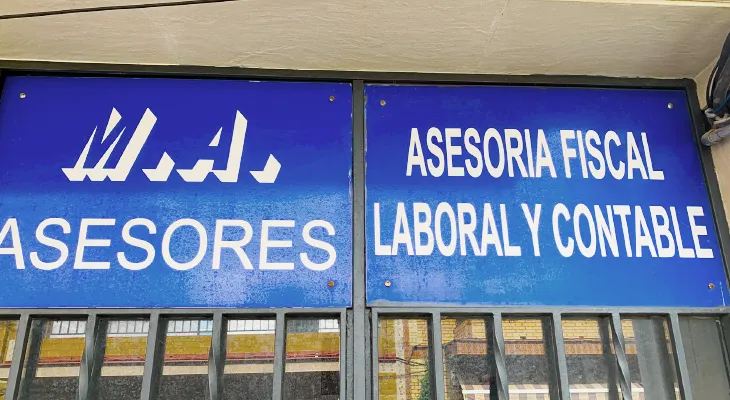 M.A.
ASESORES
ASESORIA FISCAL
LABORAL Y CONTABLE